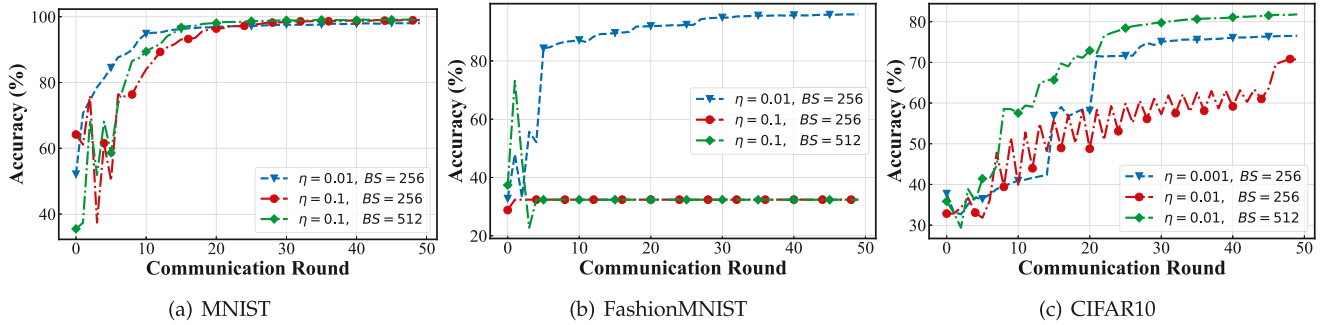 100
80
60
40
Accuracy (%)
η = 0.01, BS = 256
η = 0.1, BS = 256
η = 0.1, BS = 512
0 10 20 30 40 50
Communication Round
(a) MNIST
80
60
40
20
Accuracy (%)
η = 0.01, BS = 256
η = 0.1, BS = 256
η = 0.1, BS = 512
0 10 20 30 40 50
Communication Round
(b) FashionMNIST
80
70
60
50
40
30
Accuracy (%)
η = 0.001, BS = 256
η = 0.01, BS = 256
η = 0.01, BS = 512
0 10 20 30 40 50
Communication Round
(c) CIFAR10